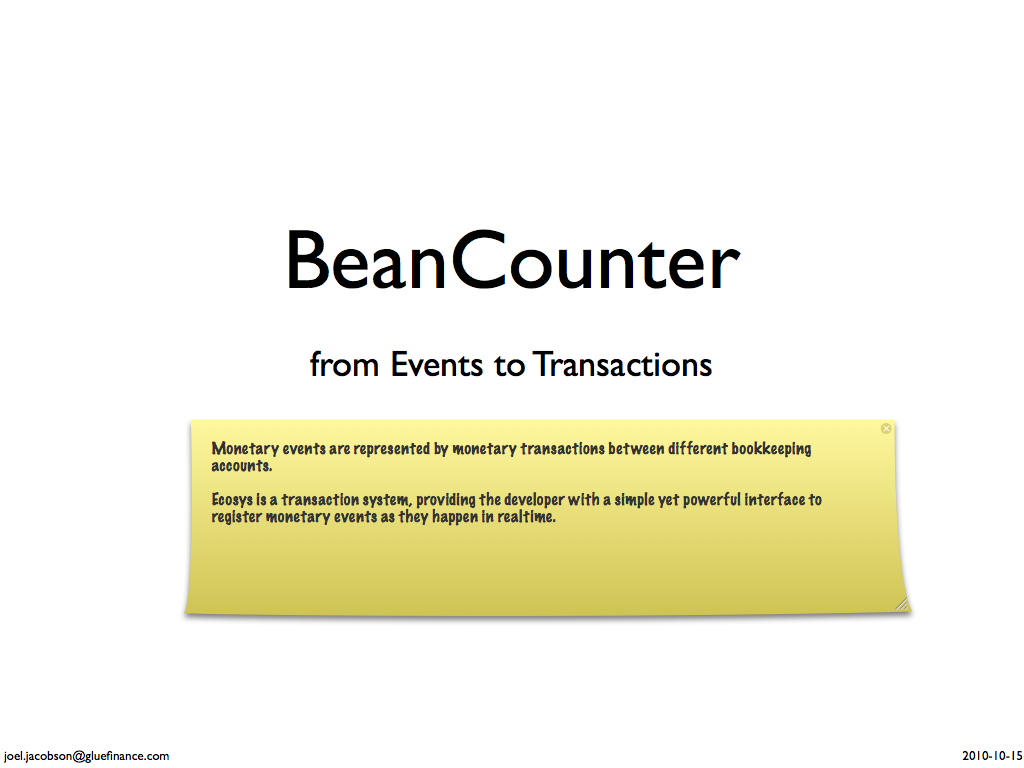 BeanCounter
from Events to Transactions
Monetary events are represented by monetary transactions between different bookkeeping
accounts.
Ecosys is a transaction system, providing the developer with a simple yet powerful interface to
register monetary events as they happen in realtime.
joel.jacobson@gluefinance.com
2010-10-15